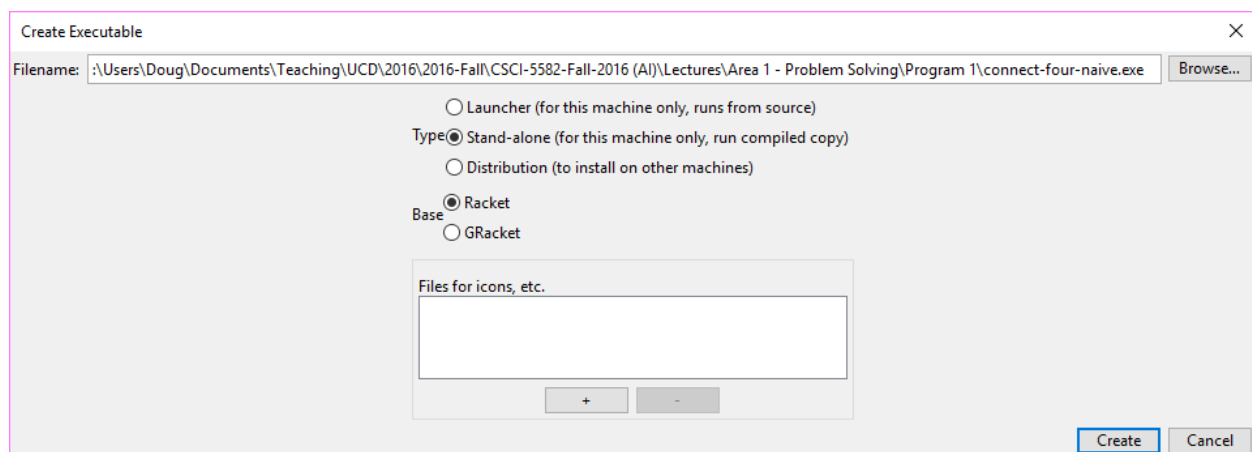 Create Executable
Filename: :\Users\Doug\Documents\Teaching\UCD\2016\2016-Fall\CSCI-5582-Fall-2016 (AI)\Lectures\Area 1 - Problem Solving\Program 1\connect-four-naive.exe Browse...
Launcher (for this machine only, runs from source)
Type Stand-alone (for this machine only, run compiled copy)
Distribution (to install on other machines)
Racket
Base
GRacket
Files for icons, etc.
+ -
Create Cancel